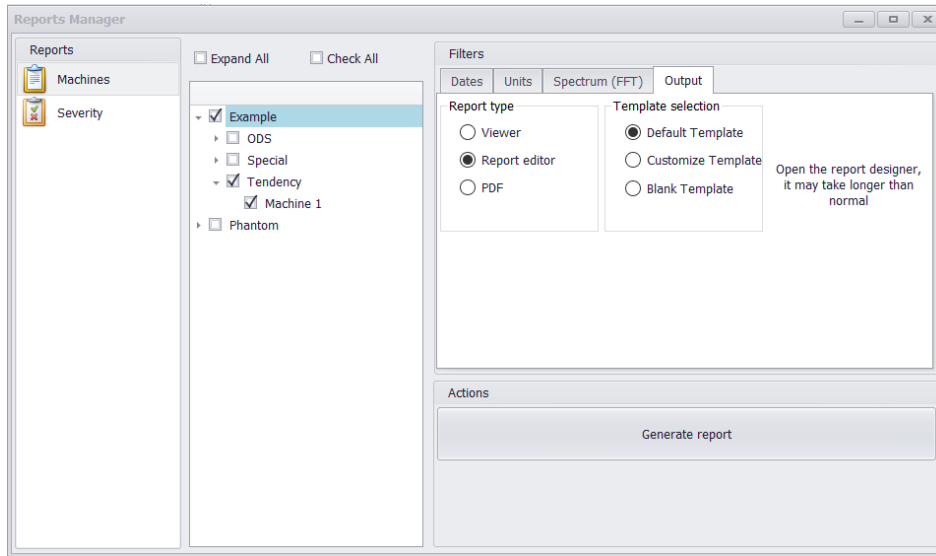 Reports Manager
Reports
Machines
Severity
Expand All
Check All
Example
ODS
Special
Tendency
Machine 1
Phantom
Filters
Dates
Units
Spectrum (FFT)
Output
Report type
Viewer
Report editor
PDF
Template selection
Default Template
Customize Template
Blank Template
Open the report designer,
it may take longer than
normal
Actions
Generate report